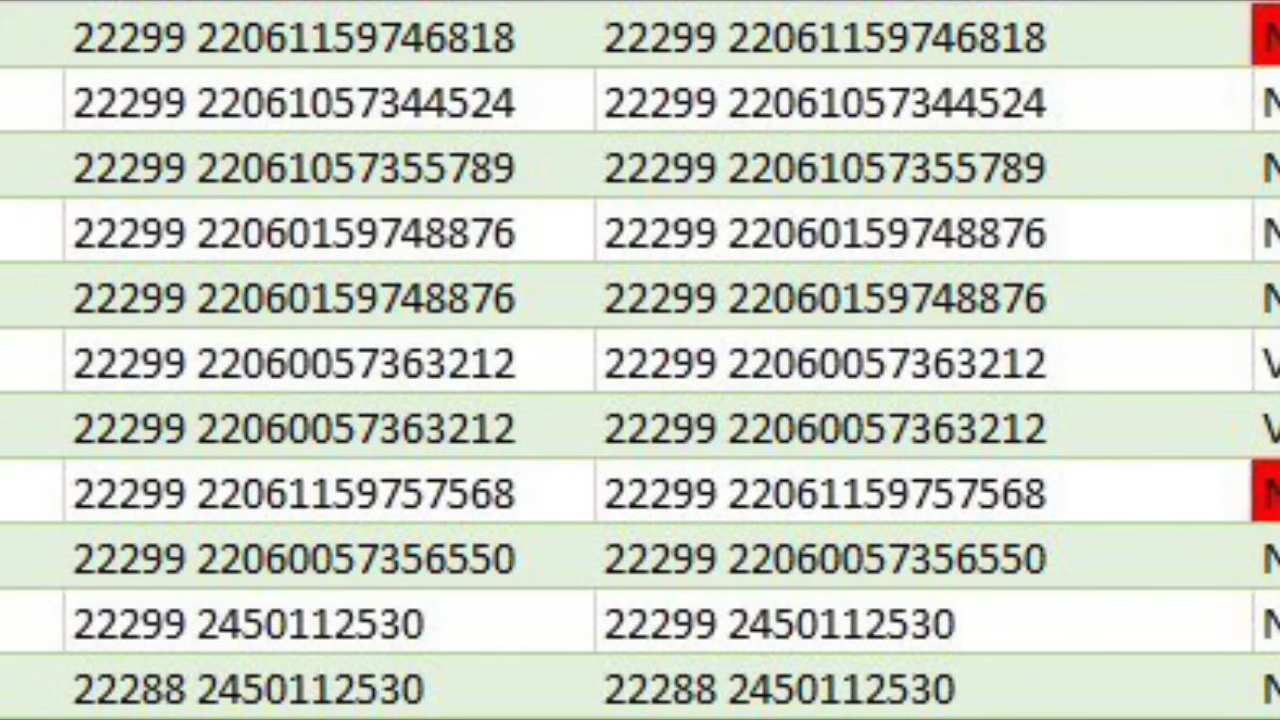 22299 22061159746818 22299 22061159746818 N
22299 22061057344524 22299 22061057344524 N
22299 22061057355789 22299 22061057355789 N
22299 22060159748876 22299 22060159748876 N
22299 22060159748876 22299 22060159748876 N
22299 22060057363212 22299 22060057363212 V
22299 22060057363212 22299 22060057363212 V
22299 22061159757568 22299 22061159757568 N
22299 22060057356550 22299 22060057356550 N
22299 2450112530 22299 2450112530 N
22288 2450112530 22288 2450112530 N